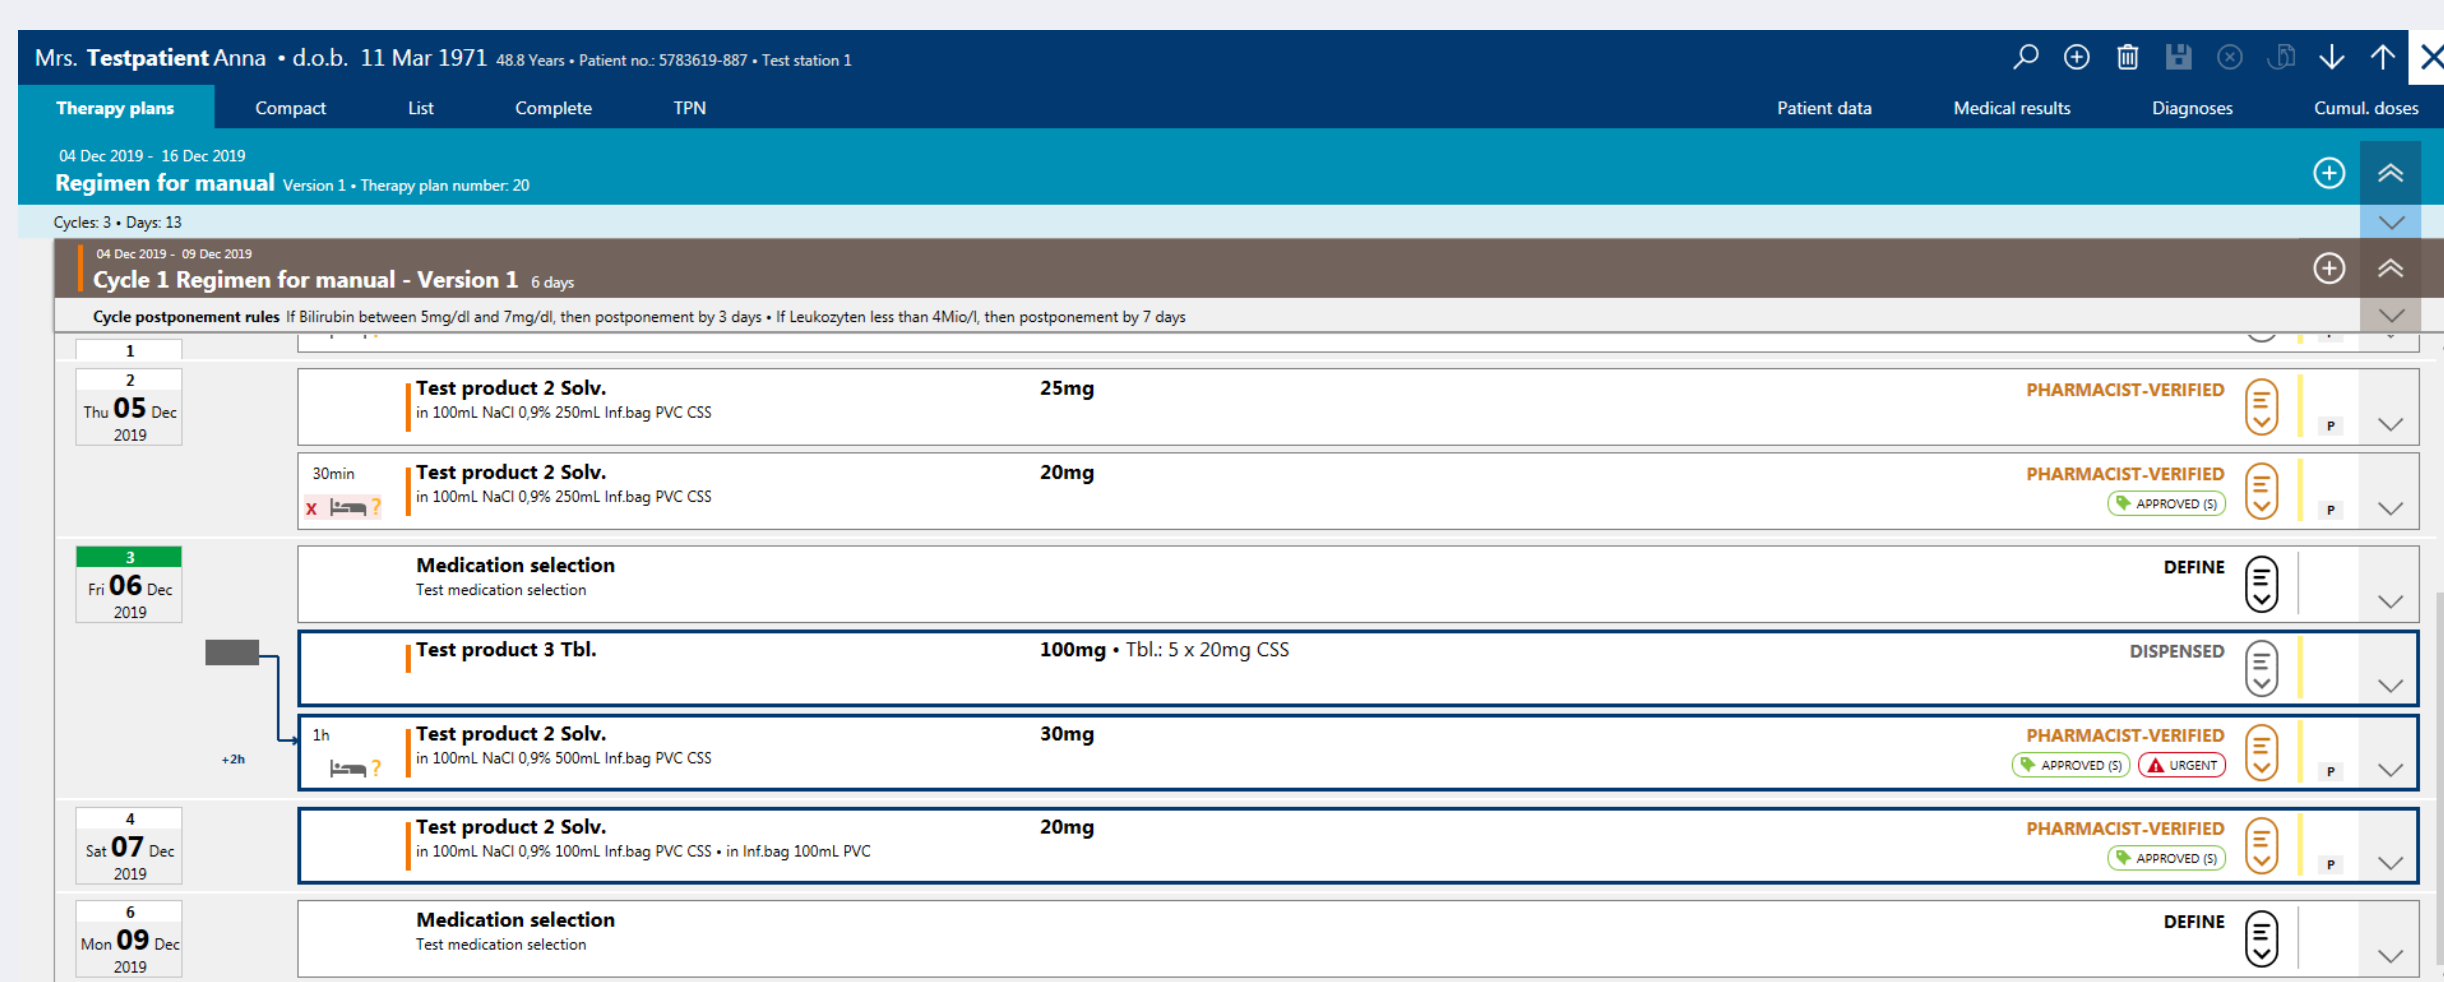 Mrs. Testpatient Anna • d.o.b. 11 Mar 1971 48.8 Years • Patient no.: 5783619-887 • Test station 1
Therapy plans Compact List Complete TPN Patient data Medical results Diagnoses Cumul. doses
04 Dec 2019 - 16 Dec 2019
Regimen for manual Version 1 • Therapy plan number: 20
Cycles: 3 • Days: 13
04 Dec 2019 - 09 Dec 2019
Cycle 1 Regimen for manual - Version 1 6 days
Cycle postponement rules If Bilirubin between 5mg/dl and 7mg/dl, then postponement by 3 days • If Leukozyten less than 4Mio/l, then postponement by 7 days
1
2
Thu 05 Dec
2019
Test product 2 Solv. 25mg PHARMACIST-VERIFIED
in 100mL NaCl 0,9% 250mL Inf.bag PVC CSS
P
30min Test product 2 Solv. 20mg PHARMACIST-VERIFIED
x ? in 100mL NaCl 0,9% 250mL Inf.bag PVC CSS APPROVED (S)
P
3
Fri 06 Dec
2019
Medication selection DEFINE
Test medication selection
Test product 3 Tbl. 100mg • Tbl.: 5 x 20mg CSS DISPENSED
+2h
1h Test product 2 Solv. 30mg PHARMACIST-VERIFIED
? in 100mL NaCl 0,9% 500mL Inf.bag PVC CSS APPROVED (S) URGENT
P
4
Sat 07 Dec
2019
Test product 2 Solv. 20mg PHARMACIST-VERIFIED
in 100mL NaCl 0,9% 100mL Inf.bag PVC CSS • in Inf.bag 100mL PVC APPROVED (S)
P
6
Mon 09 Dec
2019
Medication selection DEFINE
Test medication selection